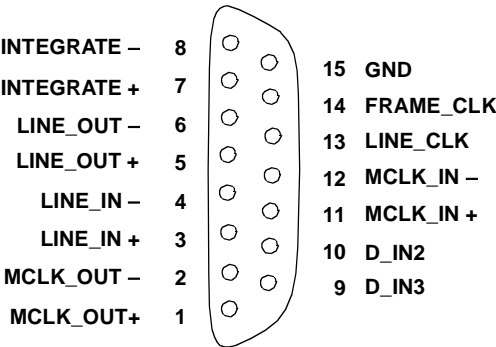 INTEGRATE – 8
INTEGRATE + 7
LINE_OUT – 6
LINE_OUT + 5
LINE_IN – 4
LINE_IN + 3
MCLK_OUT – 2
MCLK_OUT+ 1
15 GND
14 FRAME_CLK
13 LINE_CLK
12 MCLK_IN –
11 MCLK_IN +
10 D_IN2
9 D_IN3